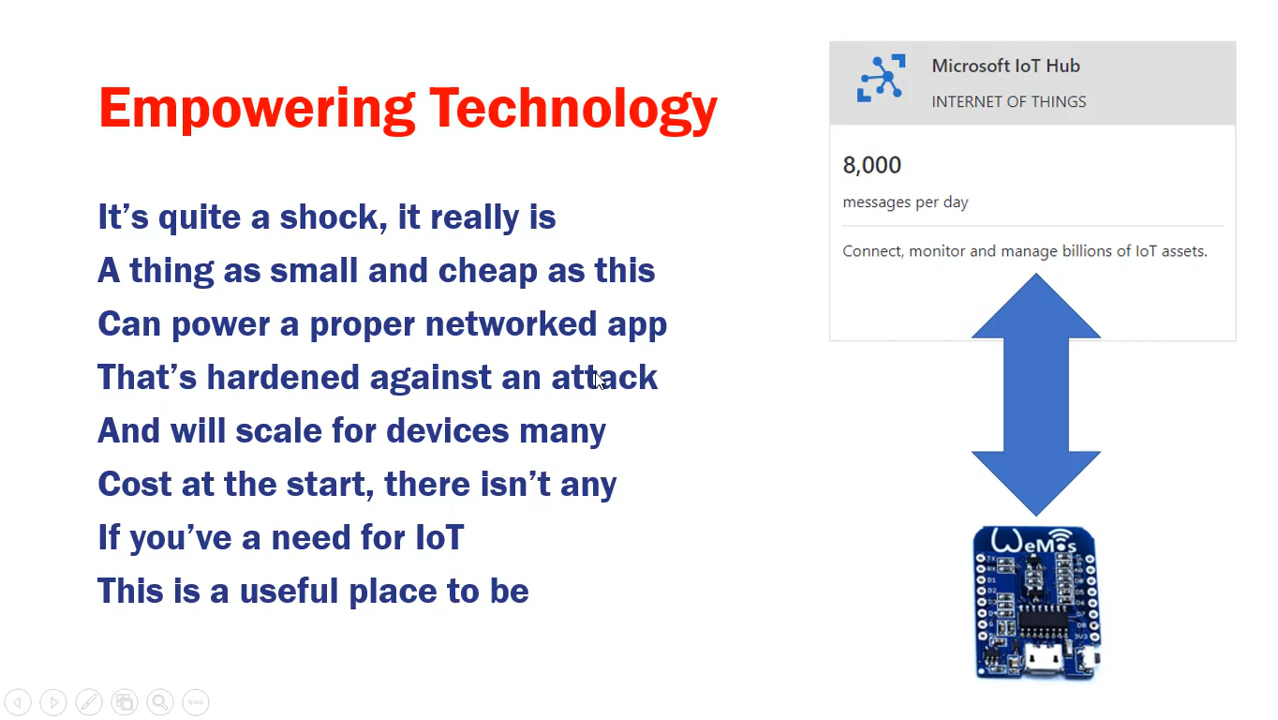 Empowering Technology
It’s quite a shock, it really is
A thing as small and cheap as this
Can power a proper networked app
That’s hardened against an attack
And will scale for devices many
Cost at the start, there isn’t any
If you’ve a need for IoT
This is a useful place to be
Microsoft IoT Hub
INTERNET OF THINGS
8,000
messages per day
Connect, monitor and manage billions of IoT assets.
WeMos